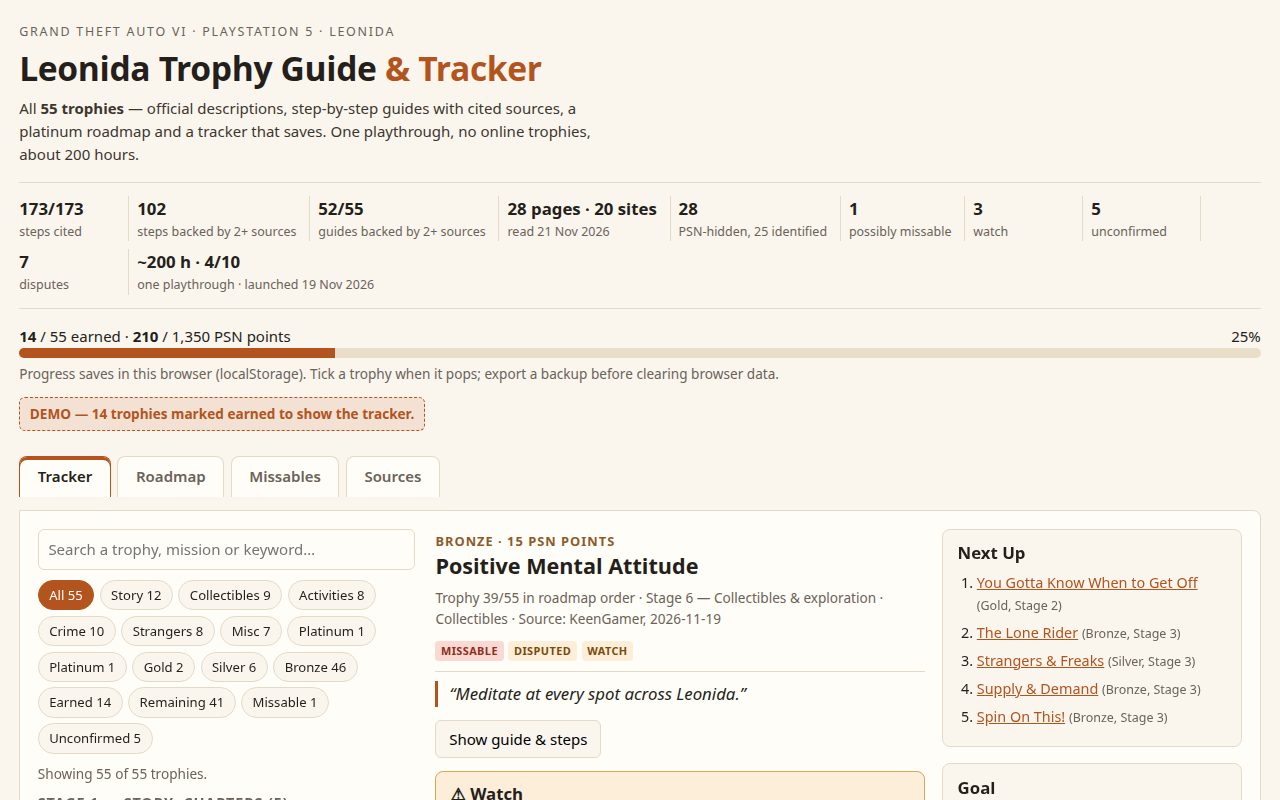 GRAND THEFT AUTO VI · PLAYSTATION 5 · LEONIDA
Leonida Trophy Guide & Tracker
All 55 trophies — official descriptions, step-by-step guides with cited sources, a
platinum roadmap and a tracker that saves. One playthrough, no online trophies,
about 200 hours.
173/173
steps cited
102
steps backed by 2+ sources
52/55
guides backed by 2+ sources
28 pages · 20 sites
read 21 Nov 2026
28
PSN-hidden, 25 identified
1
possibly missable
3
watch
5
unconfirmed
7
disputes
~200 h · 4/10
one playthrough · launched 19 Nov 2026
14 / 55 earned · 210 / 1,350 PSN points
25%
Progress saves in this browser (localStorage). Tick a trophy when it pops; export a backup before clearing browser data.
DEMO — 14 trophies marked earned to show the tracker.
Tracker
Roadmap
Missables
Sources
Search a trophy, mission or keyword...
All 55
Story 12
Collectibles 9
Activities 8
Crime 10
Strangers 8
Misc 7
Platinum 1
Platinum 1
Gold 2
Silver 6
Bronze 46
Earned 14
Remaining 41
Missable 1
Unconfirmed 5
Showing 55 of 55 trophies.
BRONZE · 15 PSN POINTS
Positive Mental Attitude
Trophy 39/55 in roadmap order · Stage 6 — Collectibles & exploration ·
Collectibles · Source: KeenGamer, 2026-11-19
MISSABLE
DISPUTED
WATCH
“Meditate at every spot across Leonida.”
Show guide & steps
⚠ Watch
Next Up
1. You Gotta Know When to Get Off
(Gold, Stage 2)
2. The Lone Rider (Bronze, Stage 3)
3. Strangers & Freaks (Silver, Stage 3)
4. Supply & Demand (Bronze, Stage 3)
5. Spin On This! (Bronze, Stage 3)
Goal